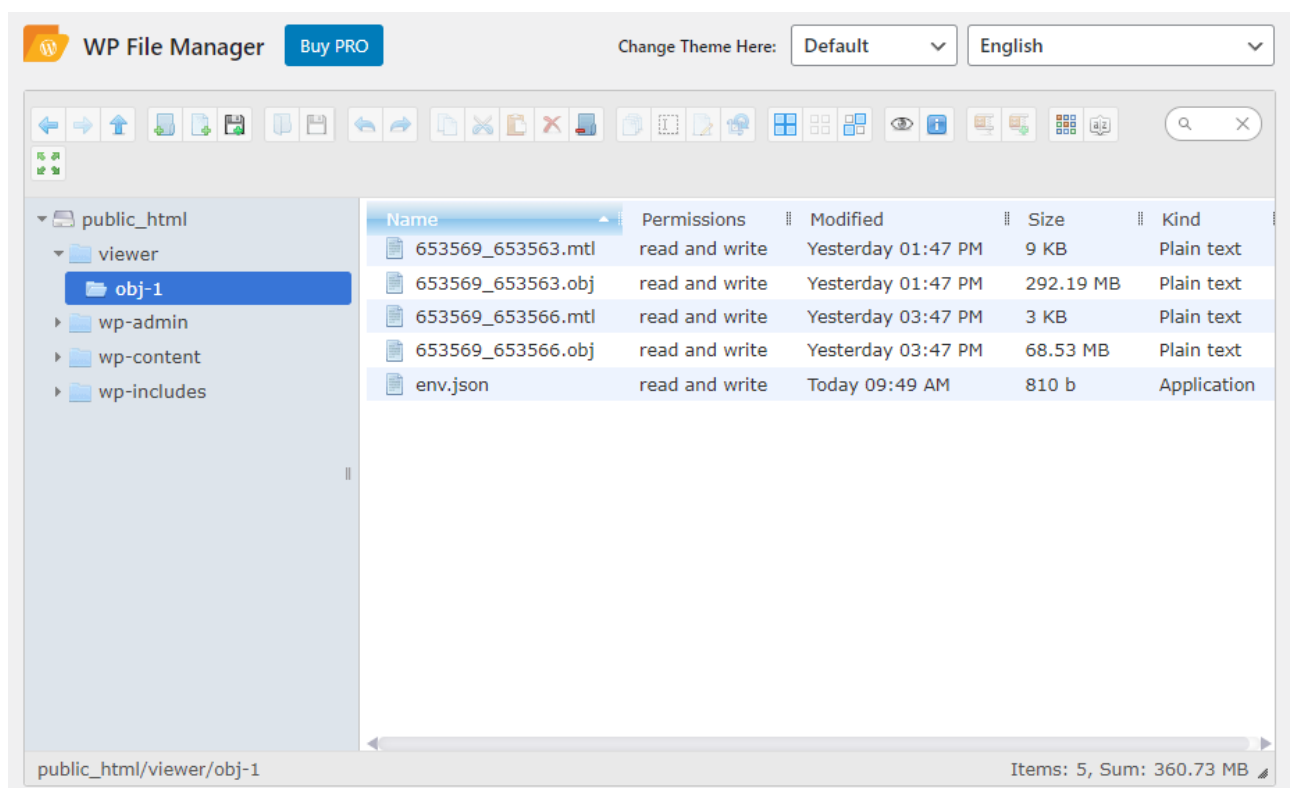 WP File Manager Buy PRO Change Theme Here: Default English
public_html
viewer
obj-1
wp-admin
wp-content
wp-includes
Name Permissions Modified Size Kind
653569_653563.mtl read and write Yesterday 01:47 PM 9 KB Plain text
653569_653563.obj read and write Yesterday 01:47 PM 292.19 MB Plain text
653569_653566.mtl read and write Yesterday 03:47 PM 3 KB Plain text
653569_653566.obj read and write Yesterday 03:47 PM 68.53 MB Plain text
env.json read and write Today 09:49 AM 810 b Application
public_html/viewer/obj-1 Items: 5, Sum: 360.73 MB